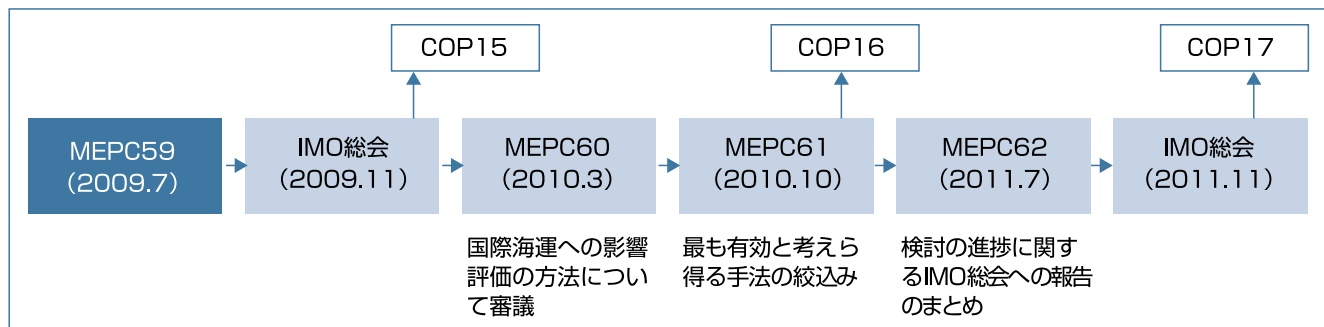 COP15
COP16
COP17
MEPC59
（2009.7）
IMO総会
（2009.11）
MEPC60
（2010.3）
MEPC61
（2010.10）
MEPC62
（2011.7）
IMO総会
（2011.11）
国際海運への影響
評価の方法につい
て審議
最も有効と考えら
得る手法の絞込み
検討の進捗に関す
るIMO総会への報告
のまとめ